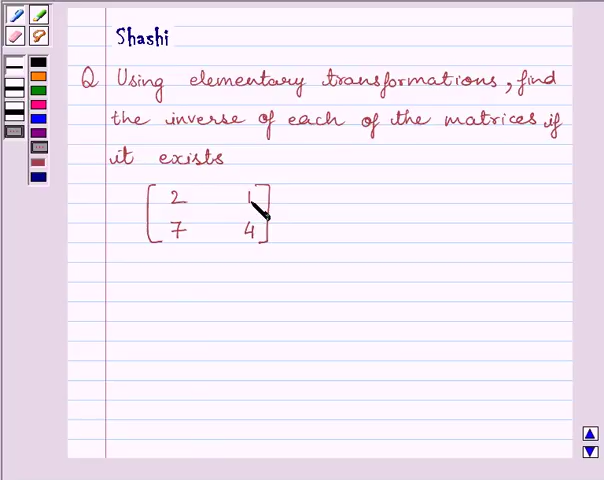 Shashi
Q Using elementary transformations, find
the inverse of each of the matrices if
it exists
2 1
7 4